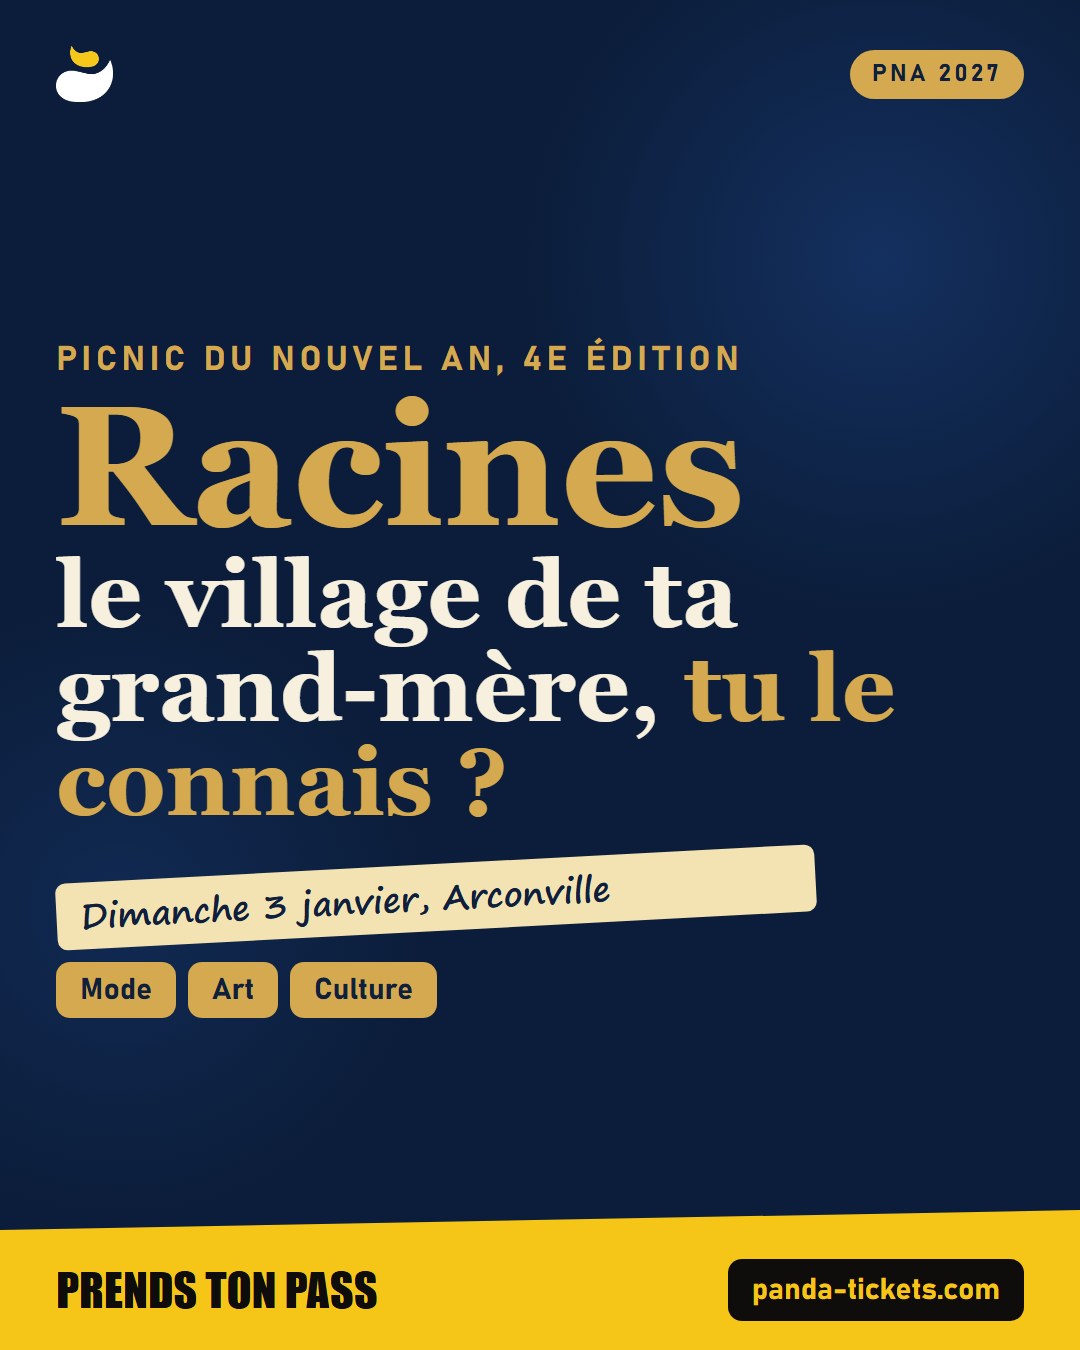 PNA 2027
PICNIC DU NOUVEL AN, 4E ÉDITION
Racines
le village de ta
grand-mère, tu le
connais ?
Dimanche 3 janvier, Arconville
Mode
Art
Culture
PRENDS TON PASS
panda-tickets.com